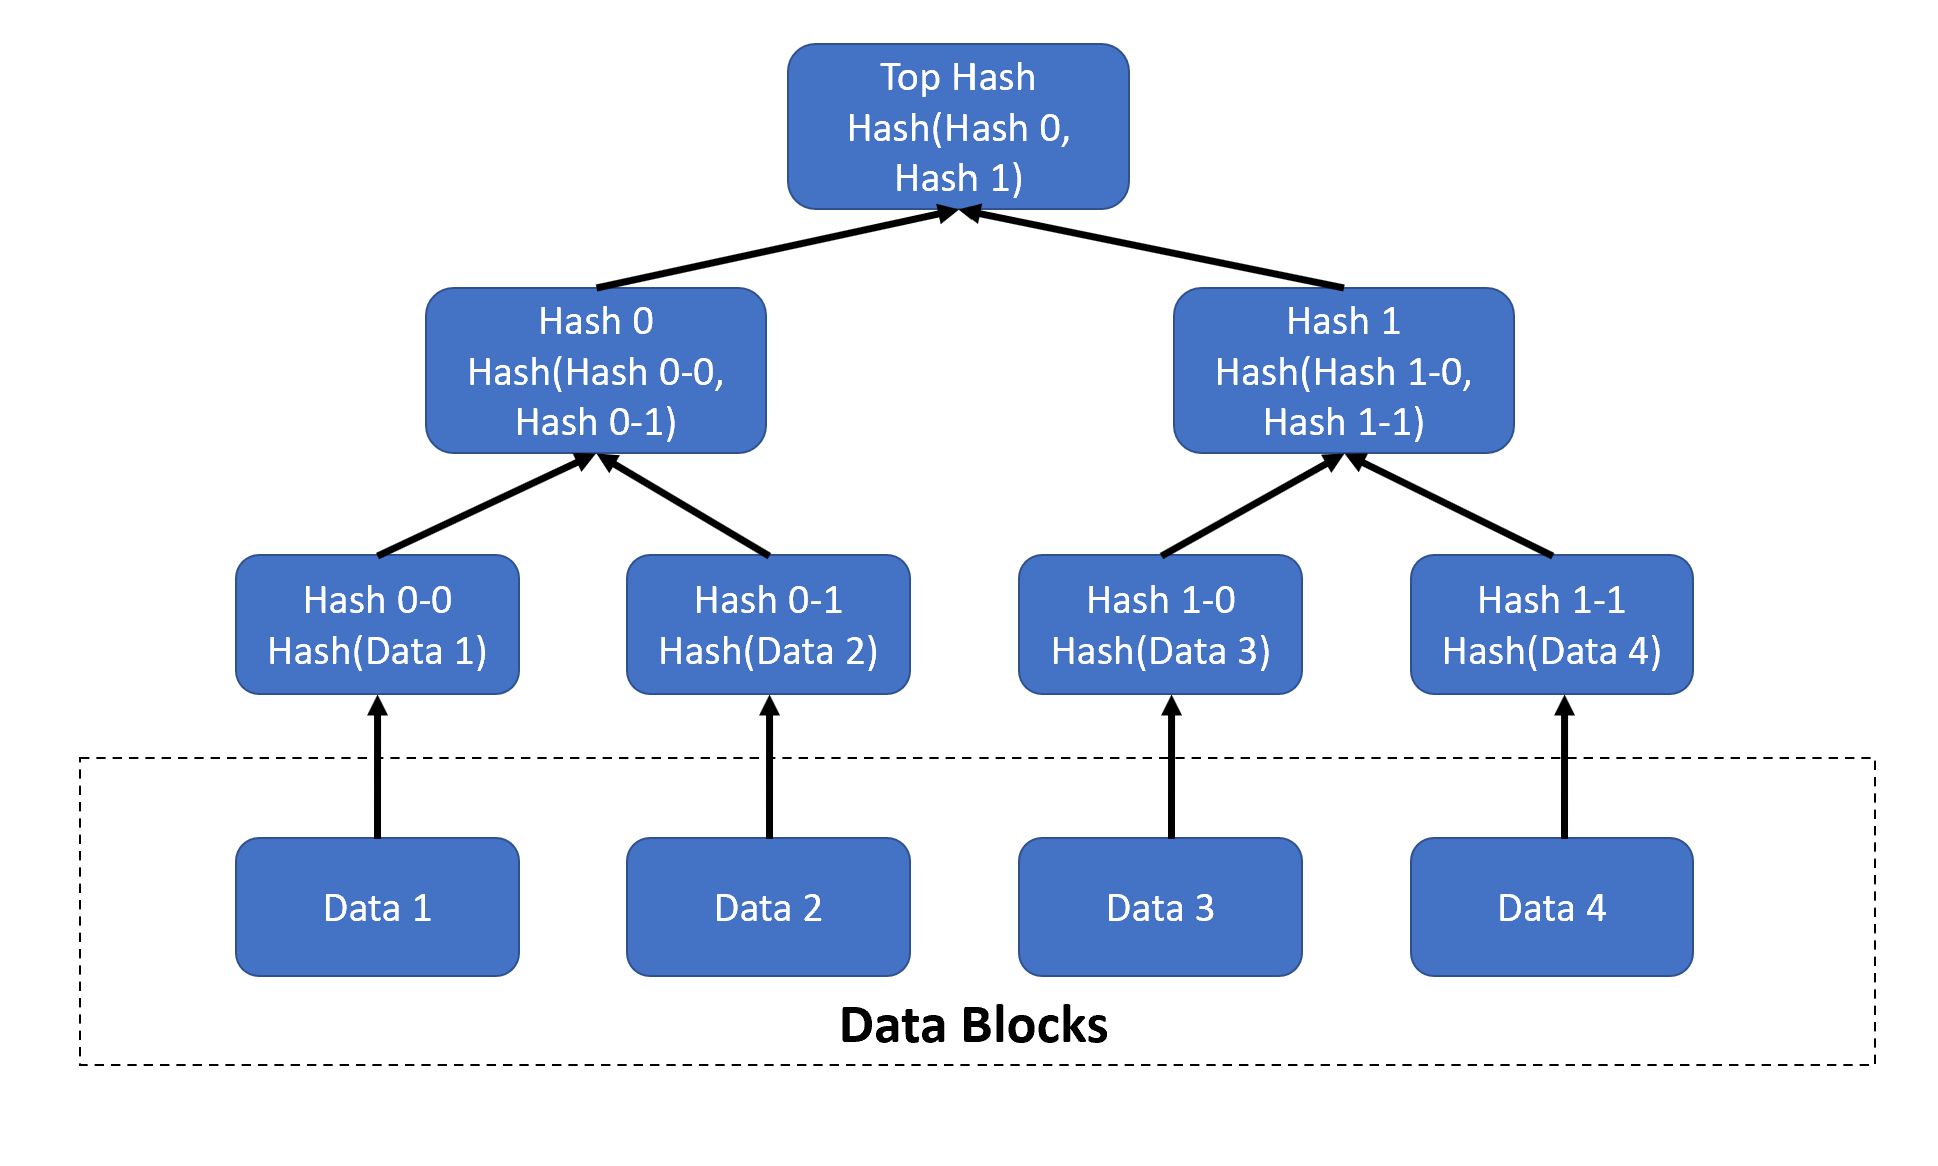 Top Hash
Hash(Hash 0,
Hash 1)
Hash 0
Hash(Hash 0-0,
Hash 0-1)
Hash 1
Hash(Hash 1-0,
Hash 1-1)
Hash 0-0
Hash(Data 1)
Hash 0-1
Hash(Data 2)
Hash 1-0
Hash(Data 3)
Hash 1-1
Hash(Data 4)
Data 1
Data 2
Data 3
Data 4
Data Blocks